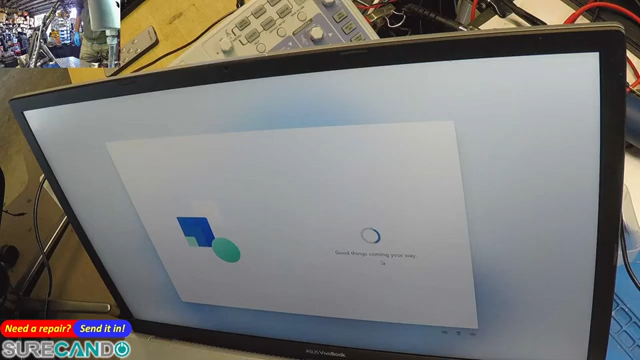 Good things coming your way.
ASUS VivoBook
Need a repair? Send it in!
SURECANDO